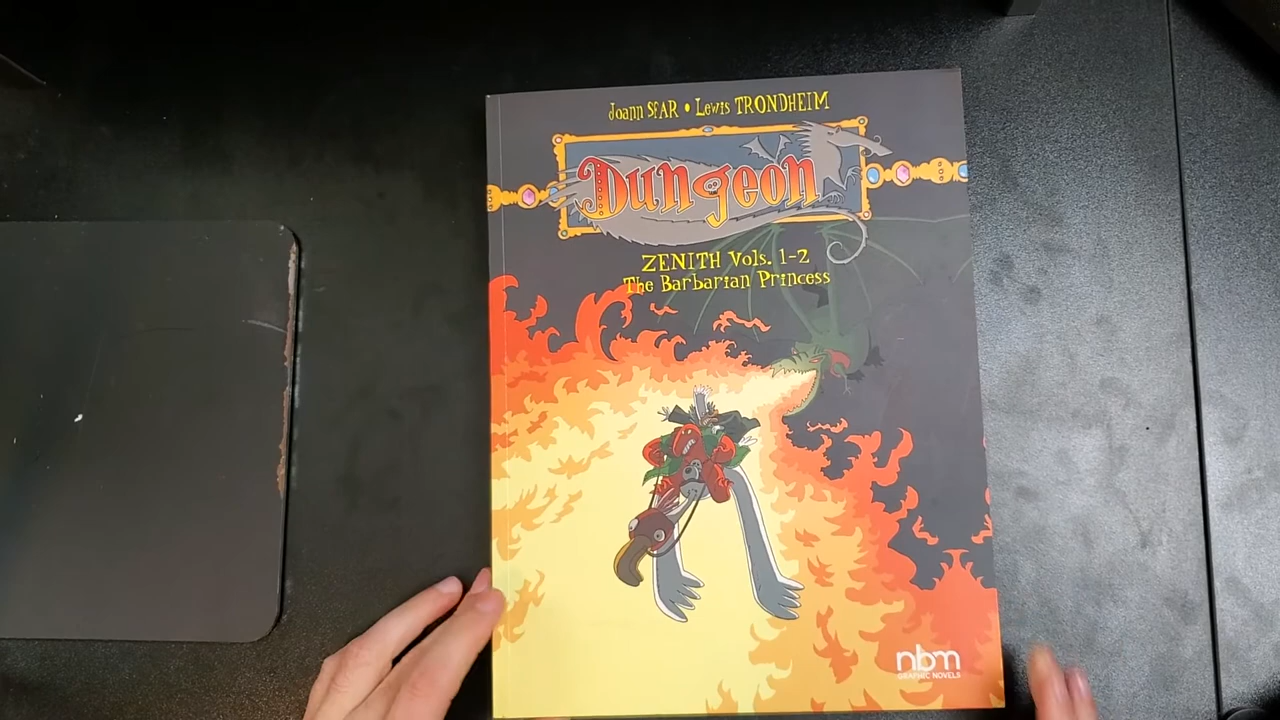 Joann SFAR • Lewis TRONDHEIM
Dungeon
ZENITH Vols. 1-2
The Barbarian Princess
nbm
GRAPHIC NOVELS